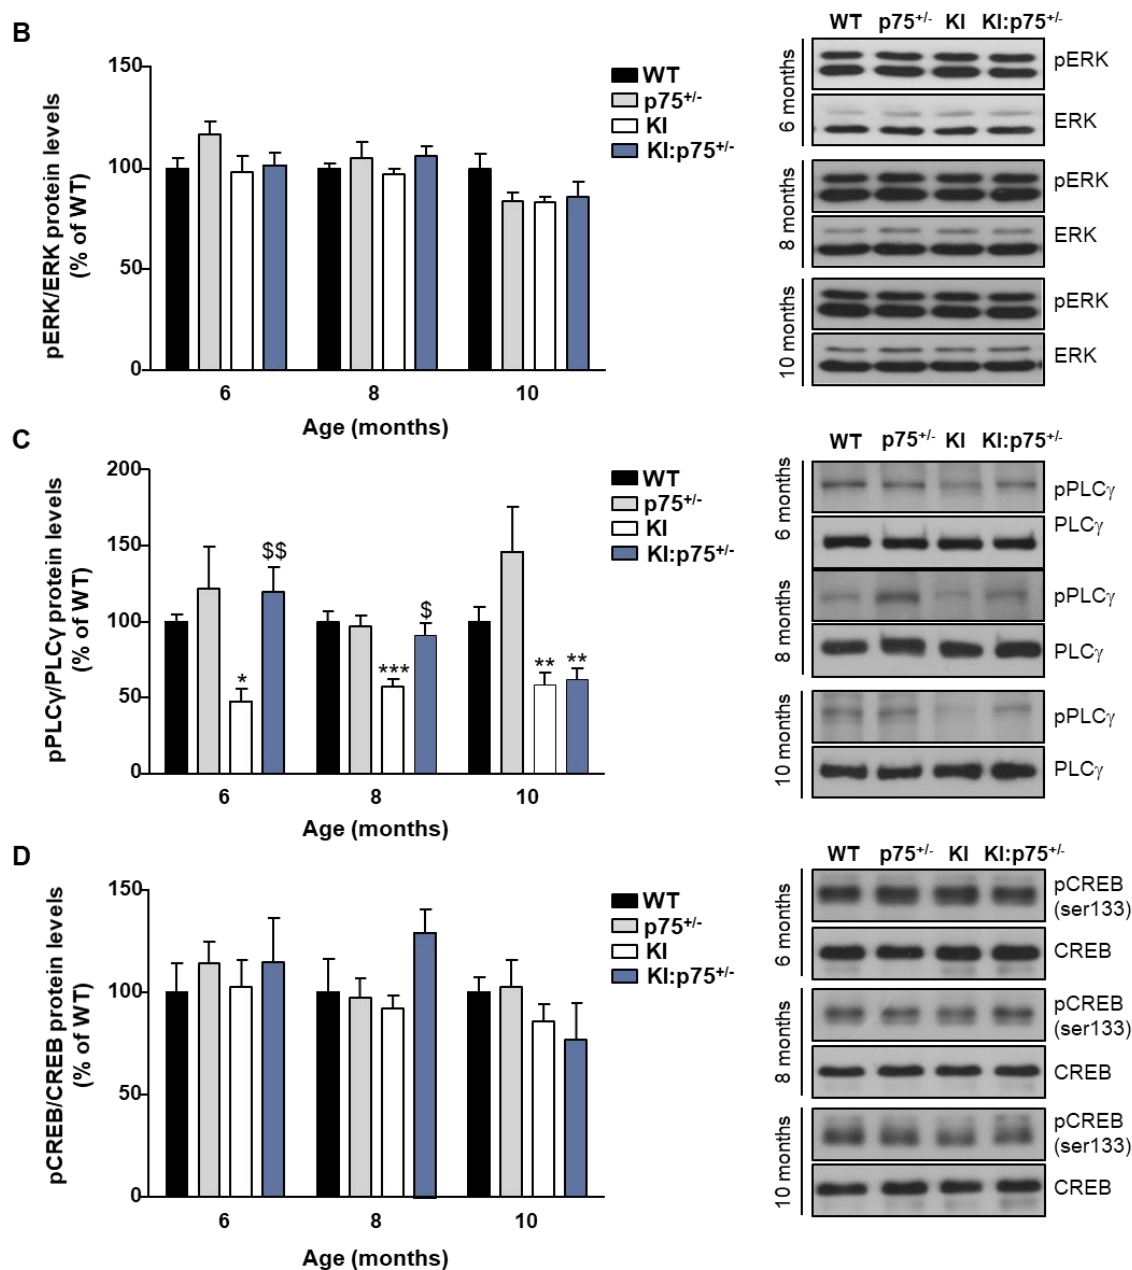 B
pERK/ERK protein levels
(% of WT)
150
100
50
0
6
8
10
Age (months)
WT
p75+/-
KI
KI:p75+/-
WT p75+/- KI KI:p75+/-
6 months
pERK
ERK
8 months
pERK
ERK
10 months
pERK
ERK
C
pPLCγ/PLCγ protein levels
(% of WT)
200
150
100
50
0
* $$
*** $
** **
6
8
10
Age (months)
WT
p75+/-
KI
KI:p75+/-
WT p75+/- KI KI:p75+/-
6 months
pPLCγ
PLCγ
8 months
pPLCγ
PLCγ
10 months
pPLCγ
PLCγ
D
pCREB/CREB protein levels
(% of WT)
150
100
50
0
6
8
10
Age (months)
WT
p75+/-
KI
KI:p75+/-
WT p75+/- KI KI:p75+/-
6 months
pCREB
(ser133)
CREB
8 months
pCREB
(ser133)
CREB
10 months
pCREB
(ser133)
CREB